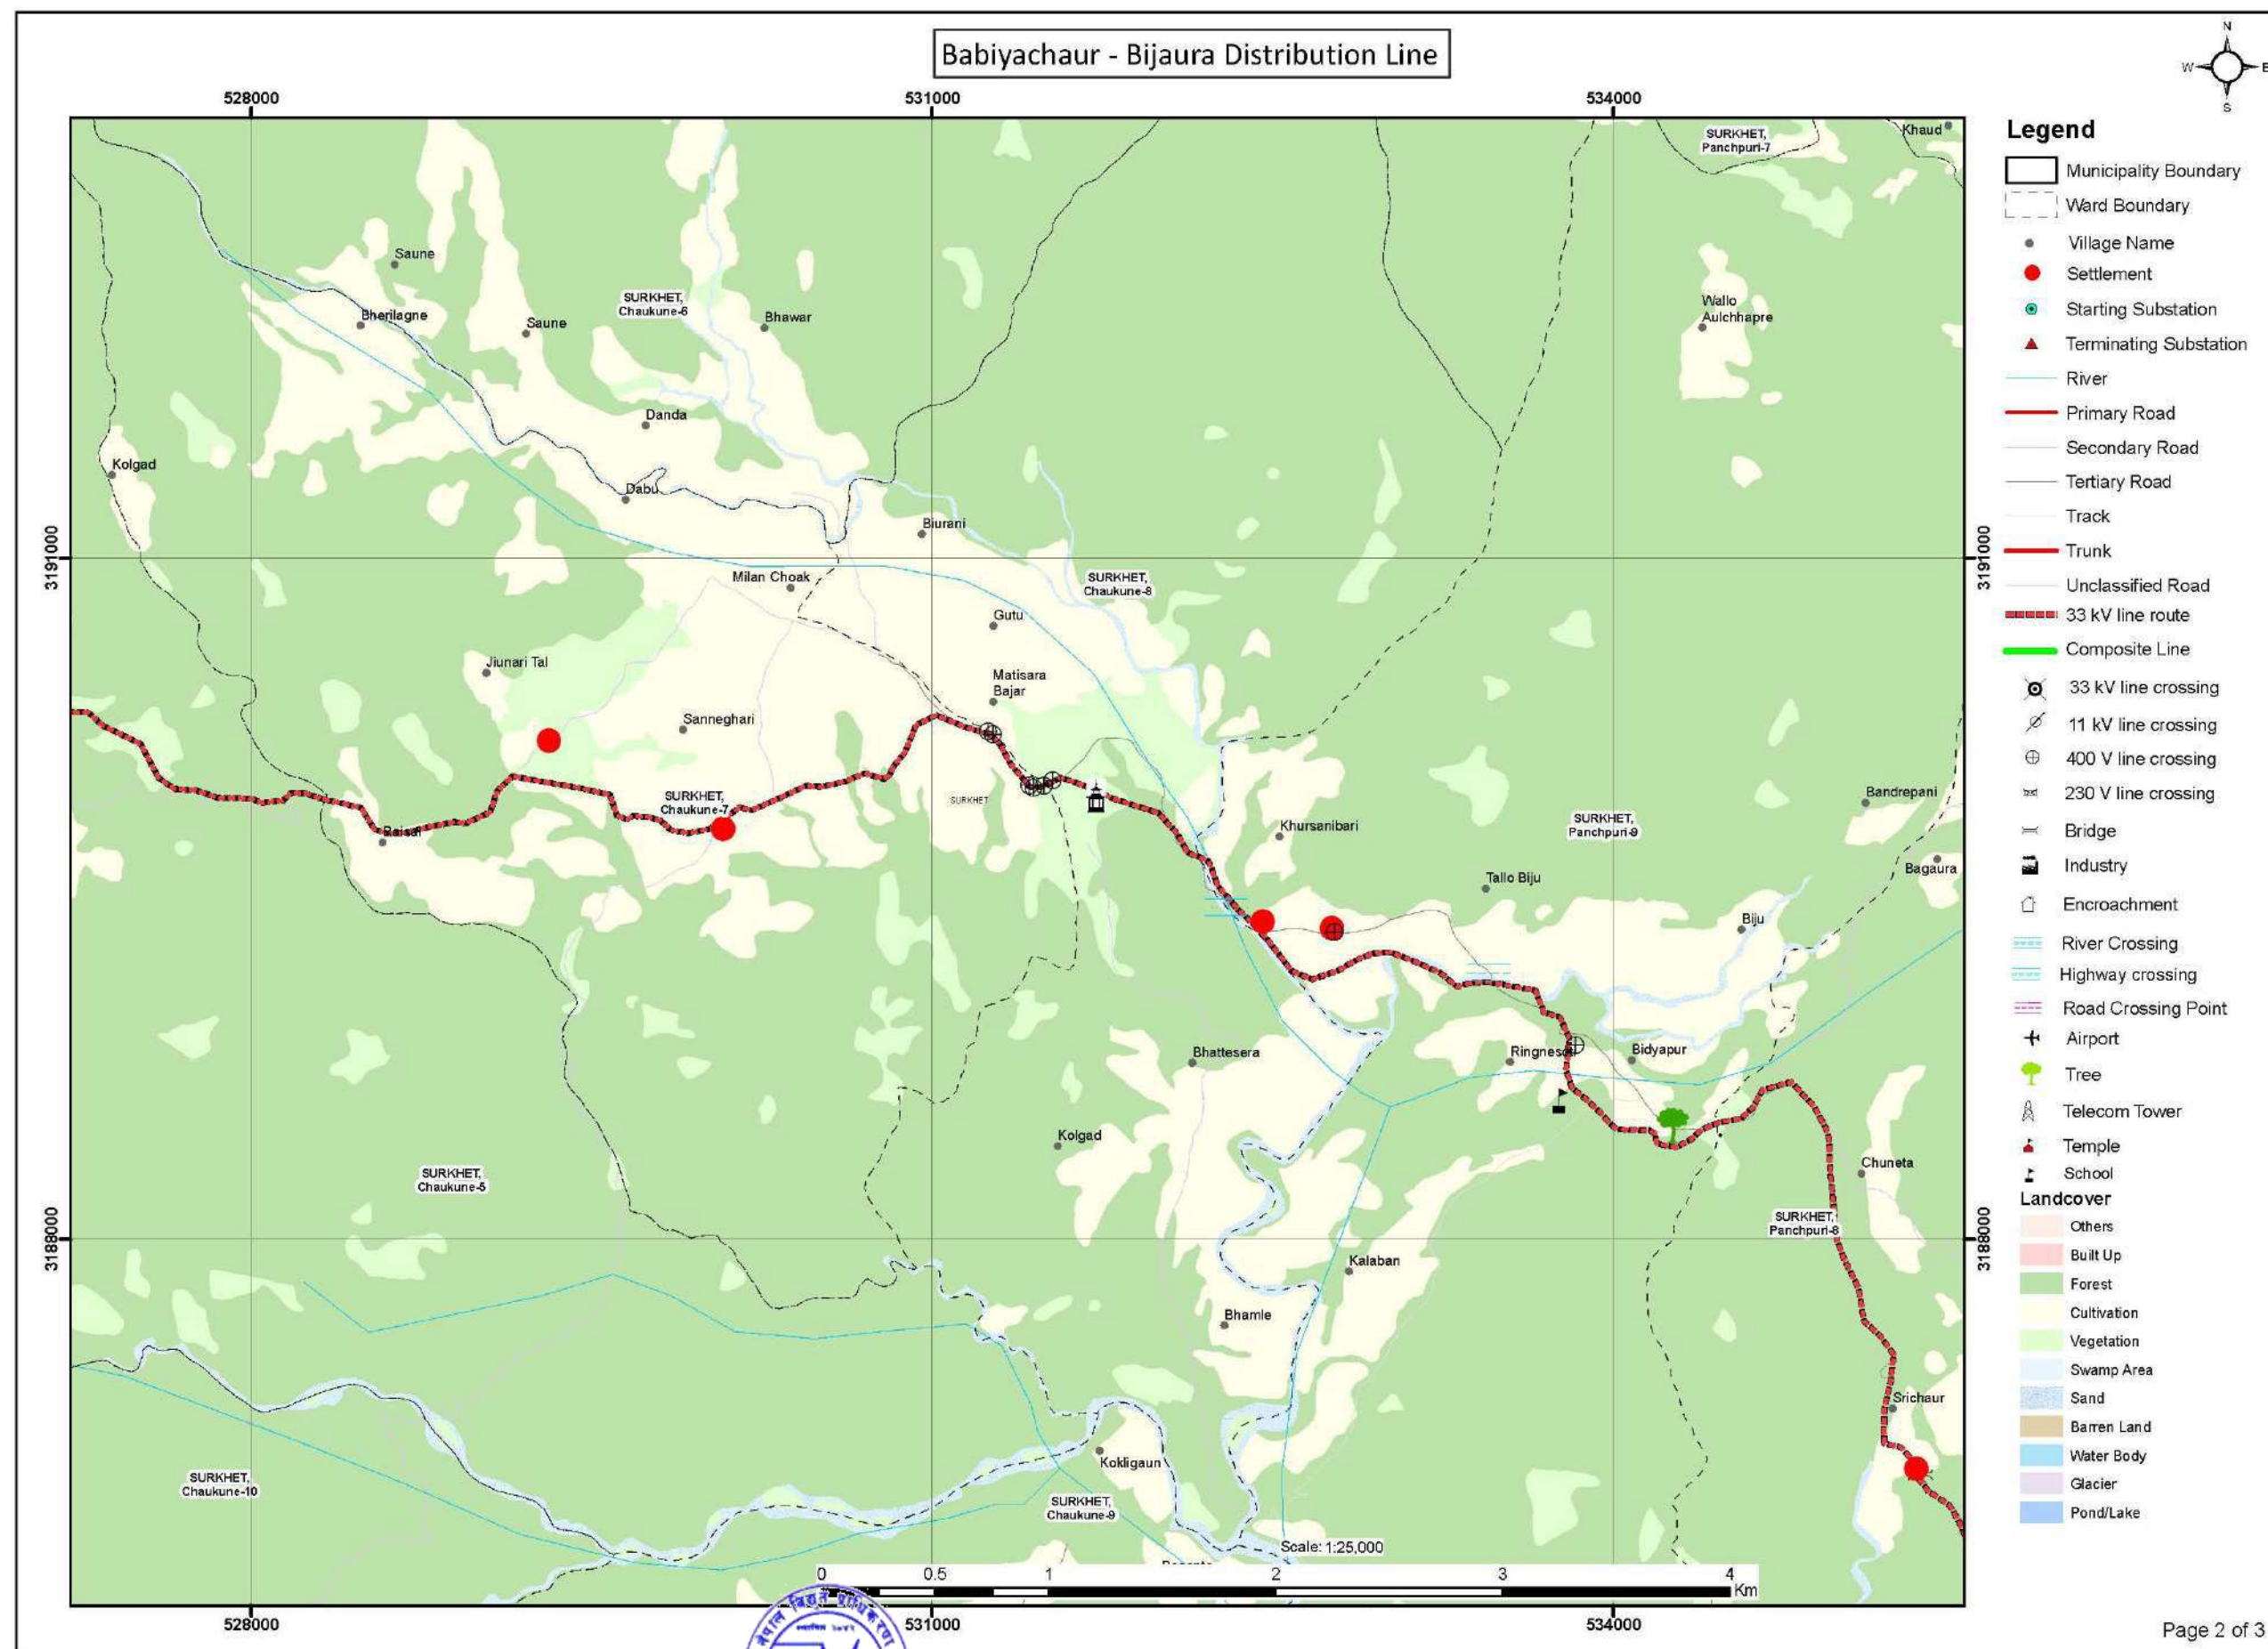 Babiyachaur - Bijaura Distribution Line
N
W
E
S
528000
531000
534000
3191000
3188000
3191000
3188000
SURKHET,
Panchpuri-7
Khaud
Saune
Bherilagne
Saune
SURKHET,
Chaukune-6
Bhawar
Wallo
Aulchhapre
Danda
Kolgad
Dabu
Biurani
Milan Choak
SURKHET,
Chaukune-8
Gutu
Jiunari Tal
Matisara
Bajar
Sanneghari
SURKHET,
Chaukune-7
SURKHET
Khursanibari
SURKHET,
Panchpuri-9
Bandrepani
Bagaura
Tallo Biju
Biju
Bhattesera
Bidyapur
Kolgad
SURKHET,
Chaukune-5
Chuneta
SURKHET,
Panchpuri-8
Kalaban
Bhamle
Srichaur
Kokligaun
SURKHET,
Chaukune-10
SURKHET,
Chaukune-9
Scale: 1:25,000
0
0.5
1
2
3
4
Km
528000
531000
534000
Legend
Municipality Boundary
Ward Boundary
Village Name
Settlement
Starting Substation
Terminating Substation
River
Primary Road
Secondary Road
Tertiary Road
Track
Trunk
Unclassified Road
33 kV line route
Composite Line
33 kV line crossing
11 kV line crossing
400 V line crossing
230 V line crossing
Bridge
Industry
Encroachment
River Crossing
Highway crossing
Road Crossing Point
Airport
Tree
Telecom Tower
Temple
School
Landcover
Others
Built Up
Forest
Cultivation
Vegetation
Swamp Area
Sand
Barren Land
Water Body
Glacier
Pond/Lake
नेपाल विद्युत प्राधिकरण
Page 2 of 3